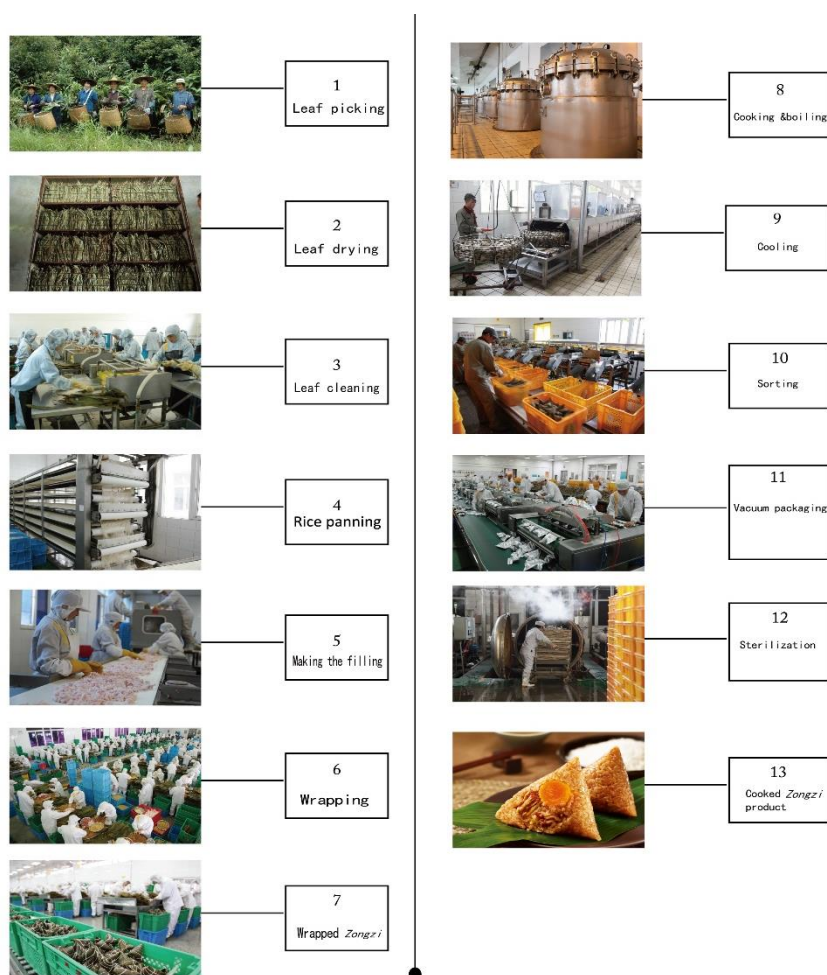 1
Leaf picking
2
Leaf drying
3
Leaf cleaning
4
Rice panning
5
Making the filling
6
Wrapping
7
Wrapped Zongzi
8
Cooking &boiling
9
Cooling
10
Sorting
11
Vacuum packaging
12
Sterilization
13
Cooked Zongzi
product